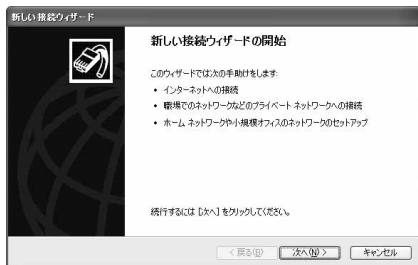 新しい接続ウィザード
新しい接続ウィザードの開始
このウィザードでは次の手助けをします:
• インターネットへの接続
• 職場でのネットワークなどのプライベート ネットワークへの接続
• ホーム ネットワークや小規模オフィスのネットワークのセットアップ
続行するには [次へ] をクリックしてください。
< 戻る(B) 次へ(N) > キャンセル